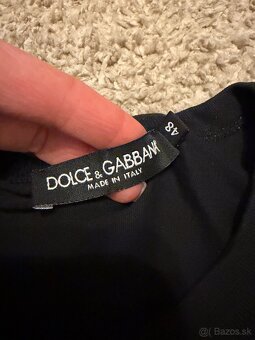 DOLCE & GABBANA
MADE IN ITALY
48
Bazos.sk